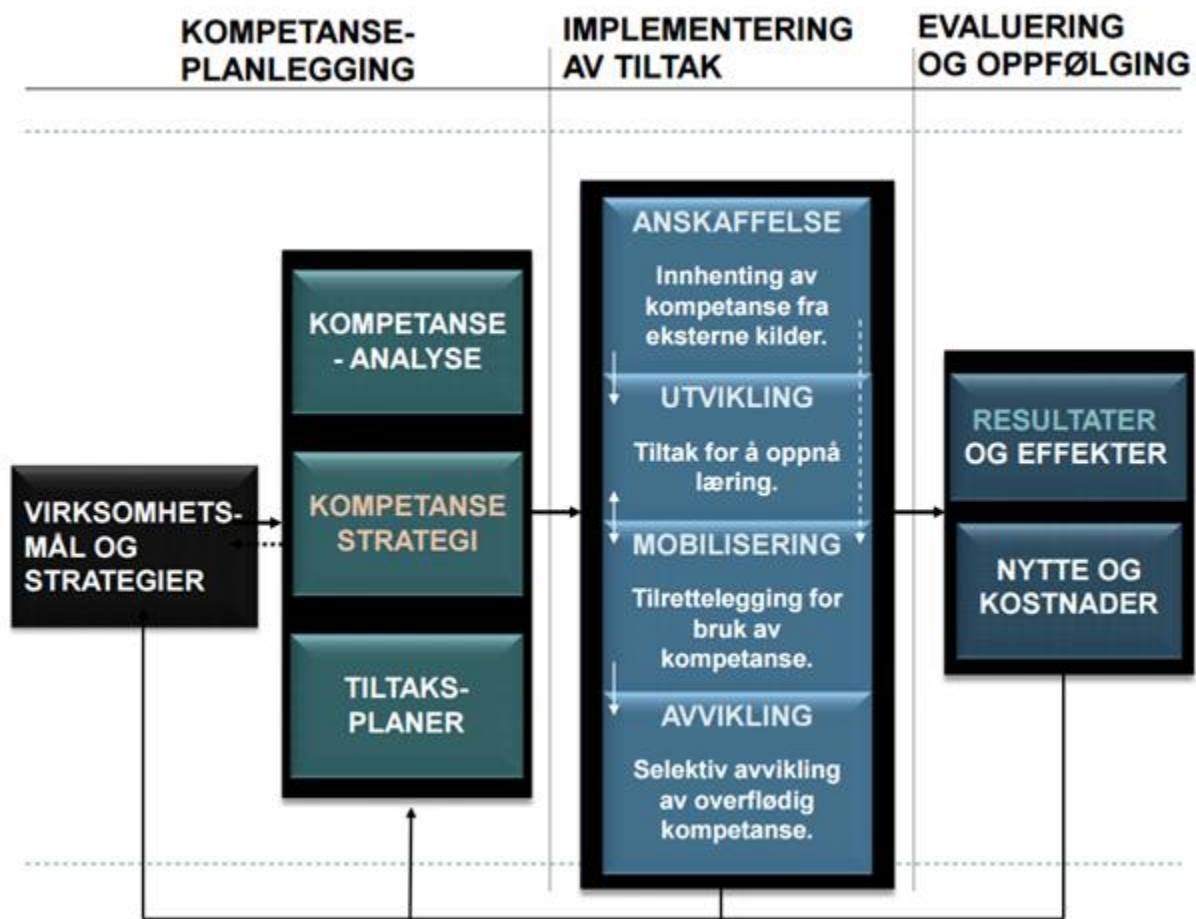 KOMPETANSE-
PLANLEGGING
IMPLEMENTERING
AV TILTAK
EVALUERING
OG OPPFØLGING
VIRKSOMHETS-
MÅL OG
STRATEGIER
KOMPETANSE
- ANALYSE
KOMPETANSE
STRATEGI
TILTAKS-
PLANER
ANSKAFFELSE
Innhenting av
kompetanse fra
eksterne kilder.
UTVIKLING
Tiltak for å oppnå
læring.
MOBILISERING
Tilrettelegging for
bruk av
kompetanse.
AVVIKLING
Selektiv avvikling
av overflødig
kompetanse.
RESULTATER
OG EFFEKTER
NYTTE OG
KOSTNADER